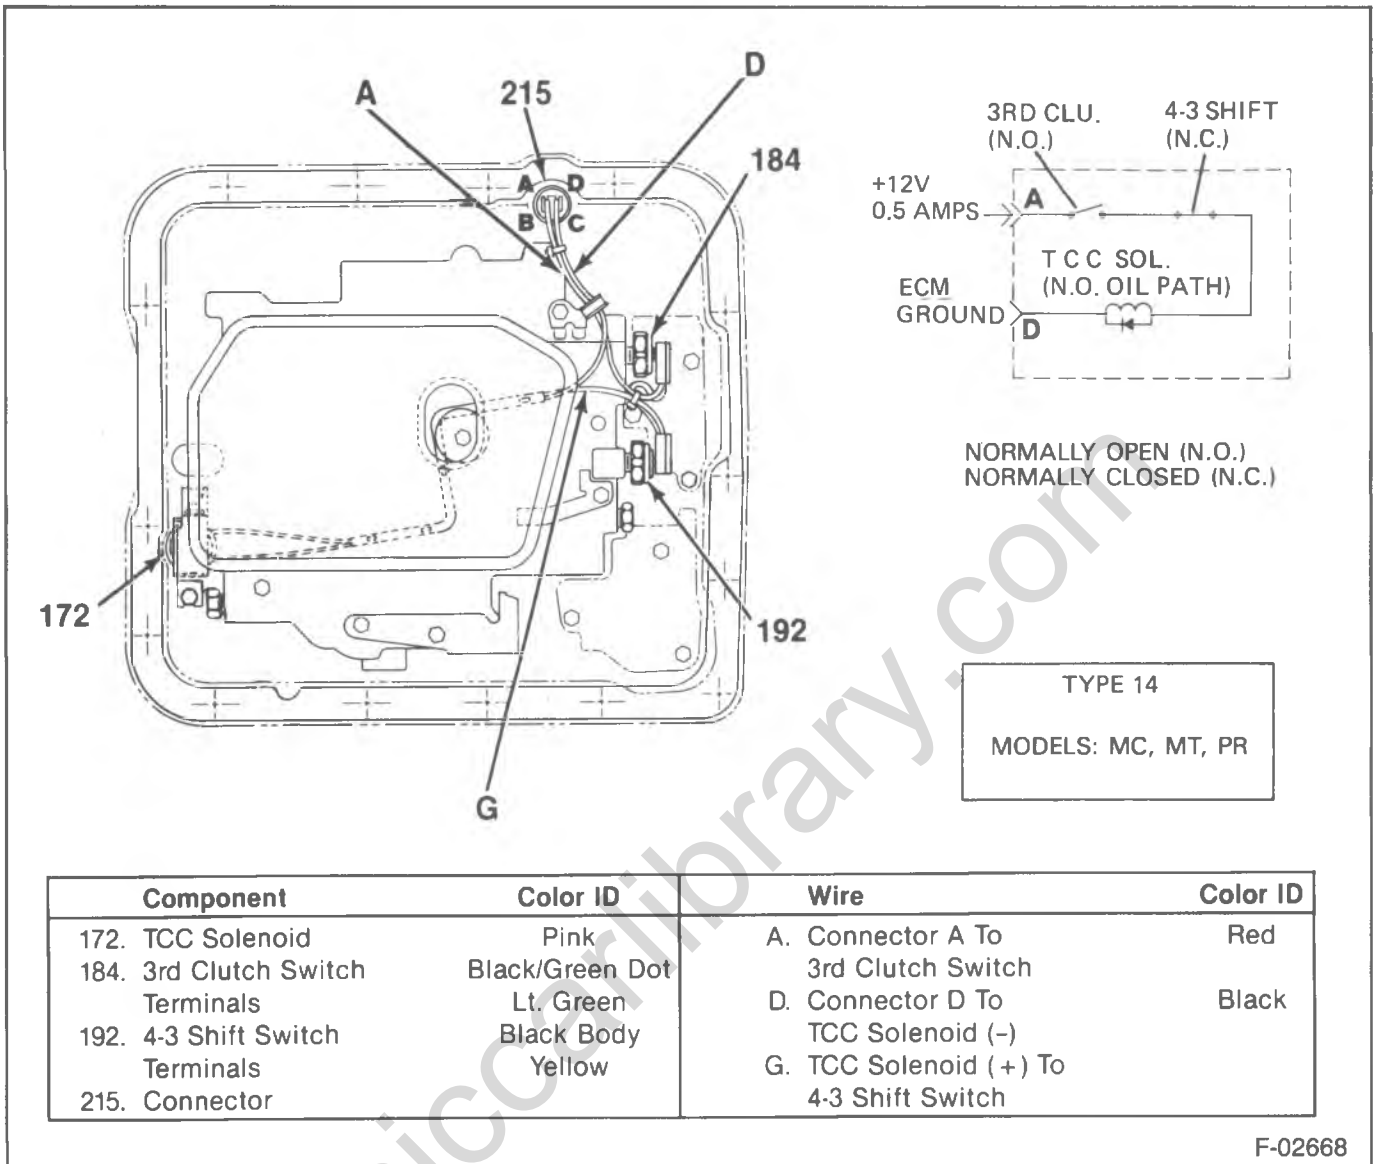 A
215
D
184
A
D
B
C
172
192
G
3RD CLU.
(N.O.)
4-3 SHIFT
(N.C.)
+12V
0.5 AMPS
A
T C C SOL.
(N.O. OIL PATH)
ECM
GROUND
D
NORMALLY OPEN (N.O.)
NORMALLY CLOSED (N.C.)
TYPE 14
MODELS: MC, MT, PR
Component Color ID
172. TCC Solenoid Pink
184. 3rd Clutch Switch Black/Green Dot
Terminals Lt. Green
192. 4-3 Shift Switch Black Body
Terminals Yellow
215. Connector
Wire Color ID
A. Connector A To Red
3rd Clutch Switch
D. Connector D To Black
TCC Solenoid (-)
G. TCC Solenoid (+) To
4-3 Shift Switch
F-02668
iccarlibrary.com